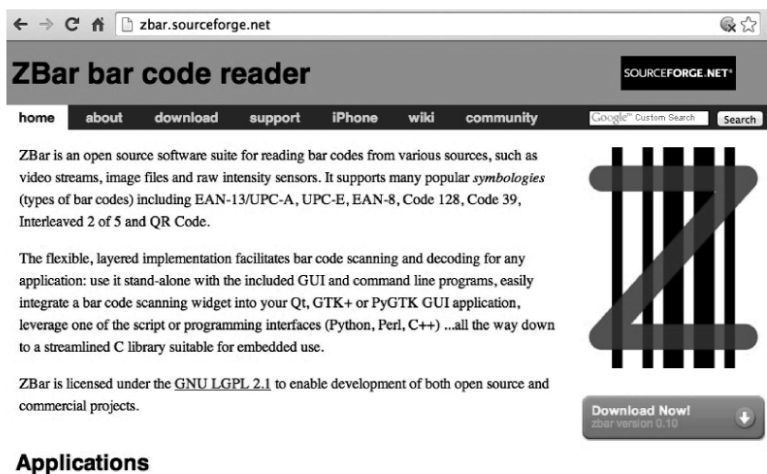 zbar.sourceforge.net
ZBar bar code reader
SOURCEFORGE.NET®
home about download support iPhone wiki community Google™ Custom Search Search
ZBar is an open source software suite for reading bar codes from various sources, such as
video streams, image files and raw intensity sensors. It supports many popular symbologies
(types of bar codes) including EAN-13/UPC-A, UPC-E, EAN-8, Code 128, Code 39,
Interleaved 2 of 5 and QR Code.
The flexible, layered implementation facilitates bar code scanning and decoding for any
application: use it stand-alone with the included GUI and command line programs, easily
integrate a bar code scanning widget into your Qt, GTK+ or PyGTK GUI application,
leverage one of the script or programming interfaces (Python, Perl, C++) ...all the way down
to a streamlined C library suitable for embedded use.
ZBar is licensed under the GNU LGPL 2.1 to enable development of both open source and
commercial projects.
Download Now!
zbar version 0.10
Applications